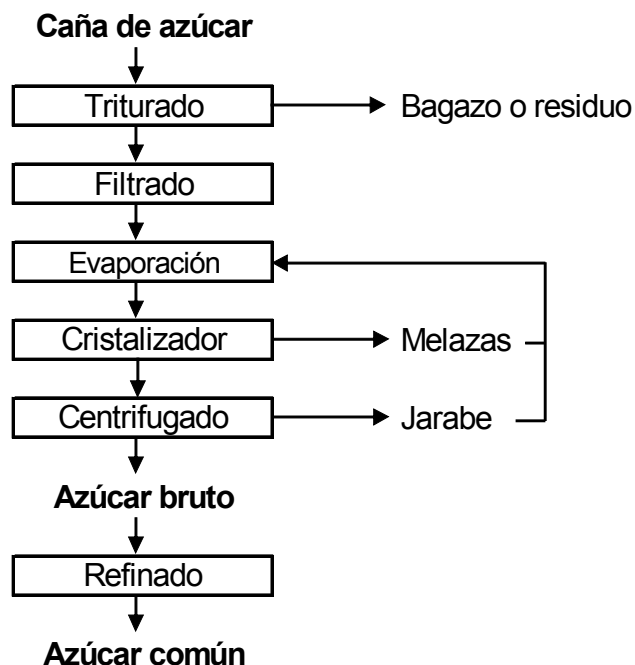 Caña de azúcar
Triturado
Bagazo o residuo
Filtrado
Evaporación
Cristalizador
Melazas
Centrifugado
Jarabe
Azúcar bruto
Refinado
Azúcar común